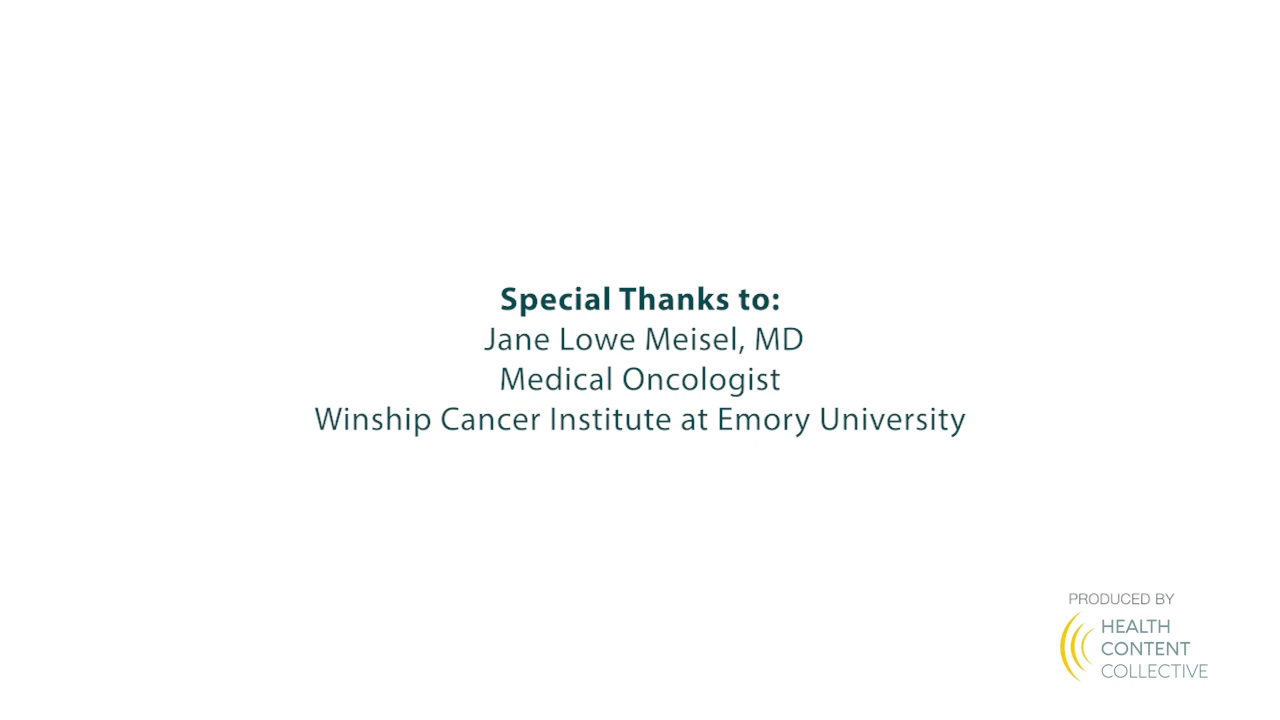 Special Thanks to:
Jane Lowe Meisel, MD
Medical Oncologist
Winship Cancer Institute at Emory University
PRODUCED BY
HEALTH
CONTENT
COLLECTIVE